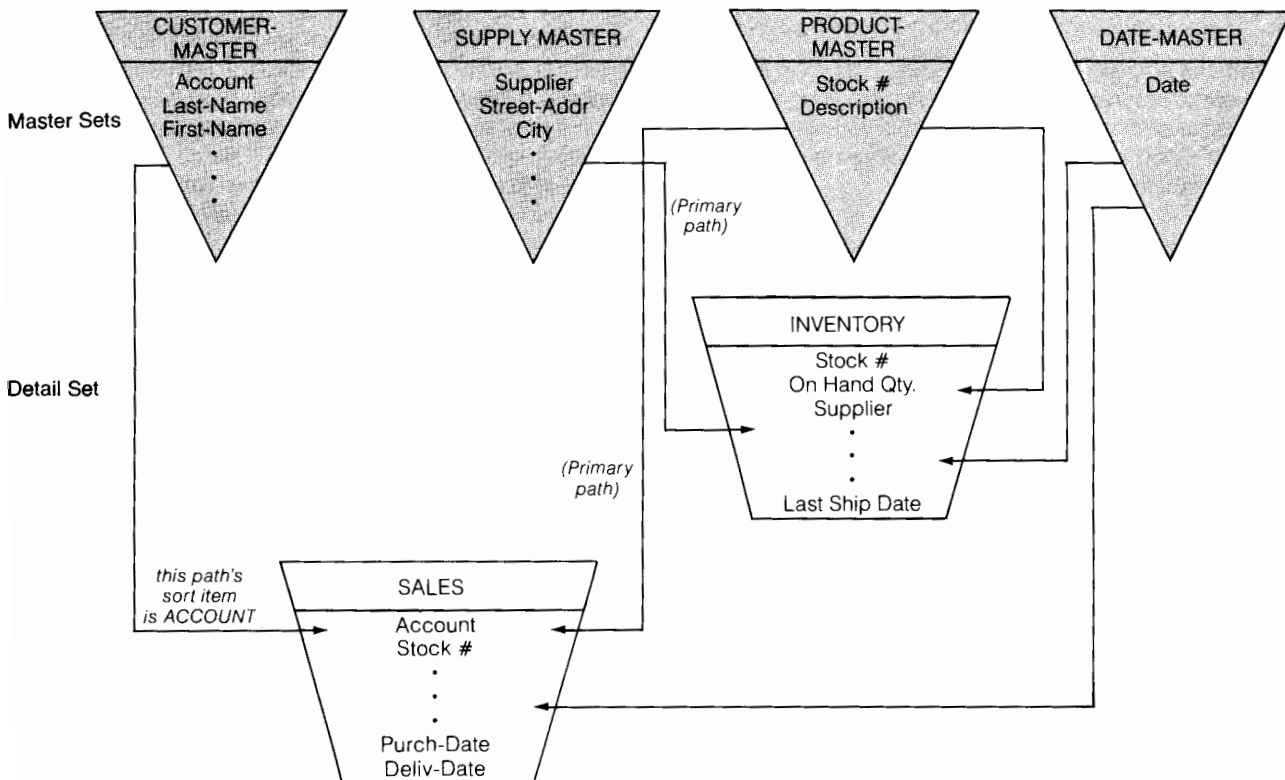 CUSTOMER-
MASTER
Account
Last-Name
First-Name
SUPPLY MASTER
Supplier
Street-Addr
City
PRODUCT-
MASTER
Stock #
Description
DATE-MASTER
Date
Master Sets
(Primary
path)
INVENTORY
Stock #
On Hand Qty.
Supplier
Last Ship Date
Detail Set
(Primary
path)
this path's
sort item
is ACCOUNT
SALES
Account
Stock #
Purch-Date
Deliv-Date